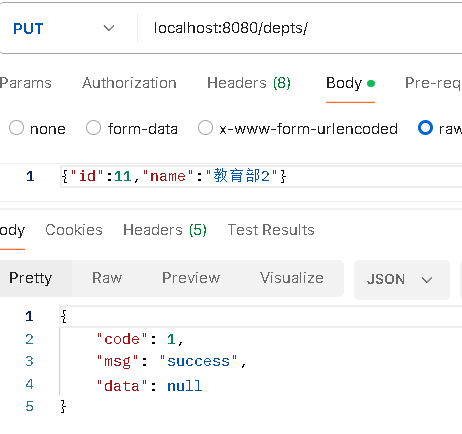 PUT localhost:8080/depts/
Params Authorization Headers (8) Body Pre-req
none form-data x-www-form-urlencoded raw
1 {"id":11,"name":"教育部2"}
ody Cookies Headers (5) Test Results
Pretty Raw Preview Visualize JSON
1 {
2 "code": 1,
3 "msg": "success",
4 "data": null
5 }